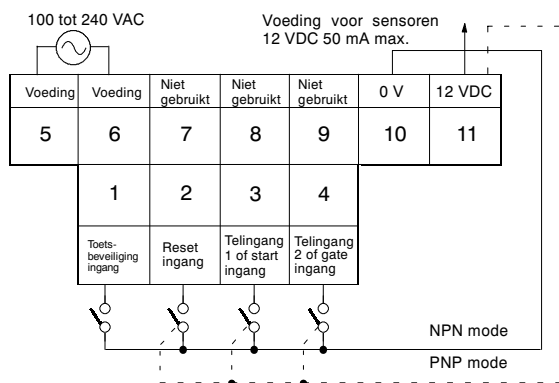 100 tot 240 VAC
Voeding voor sensoren
12 VDC 50 mA max.
Voeding
Voeding
Niet
gebruikt
Niet
gebruikt
Niet
gebruikt
0 V
12 VDC
5
6
7
8
9
10
11
1
2
3
4
Toets-
beveiliging
ingang
Reset
ingang
Telingang
1 of start
ingang
Telingang
2 of gate
ingang
NPN mode
PNP mode